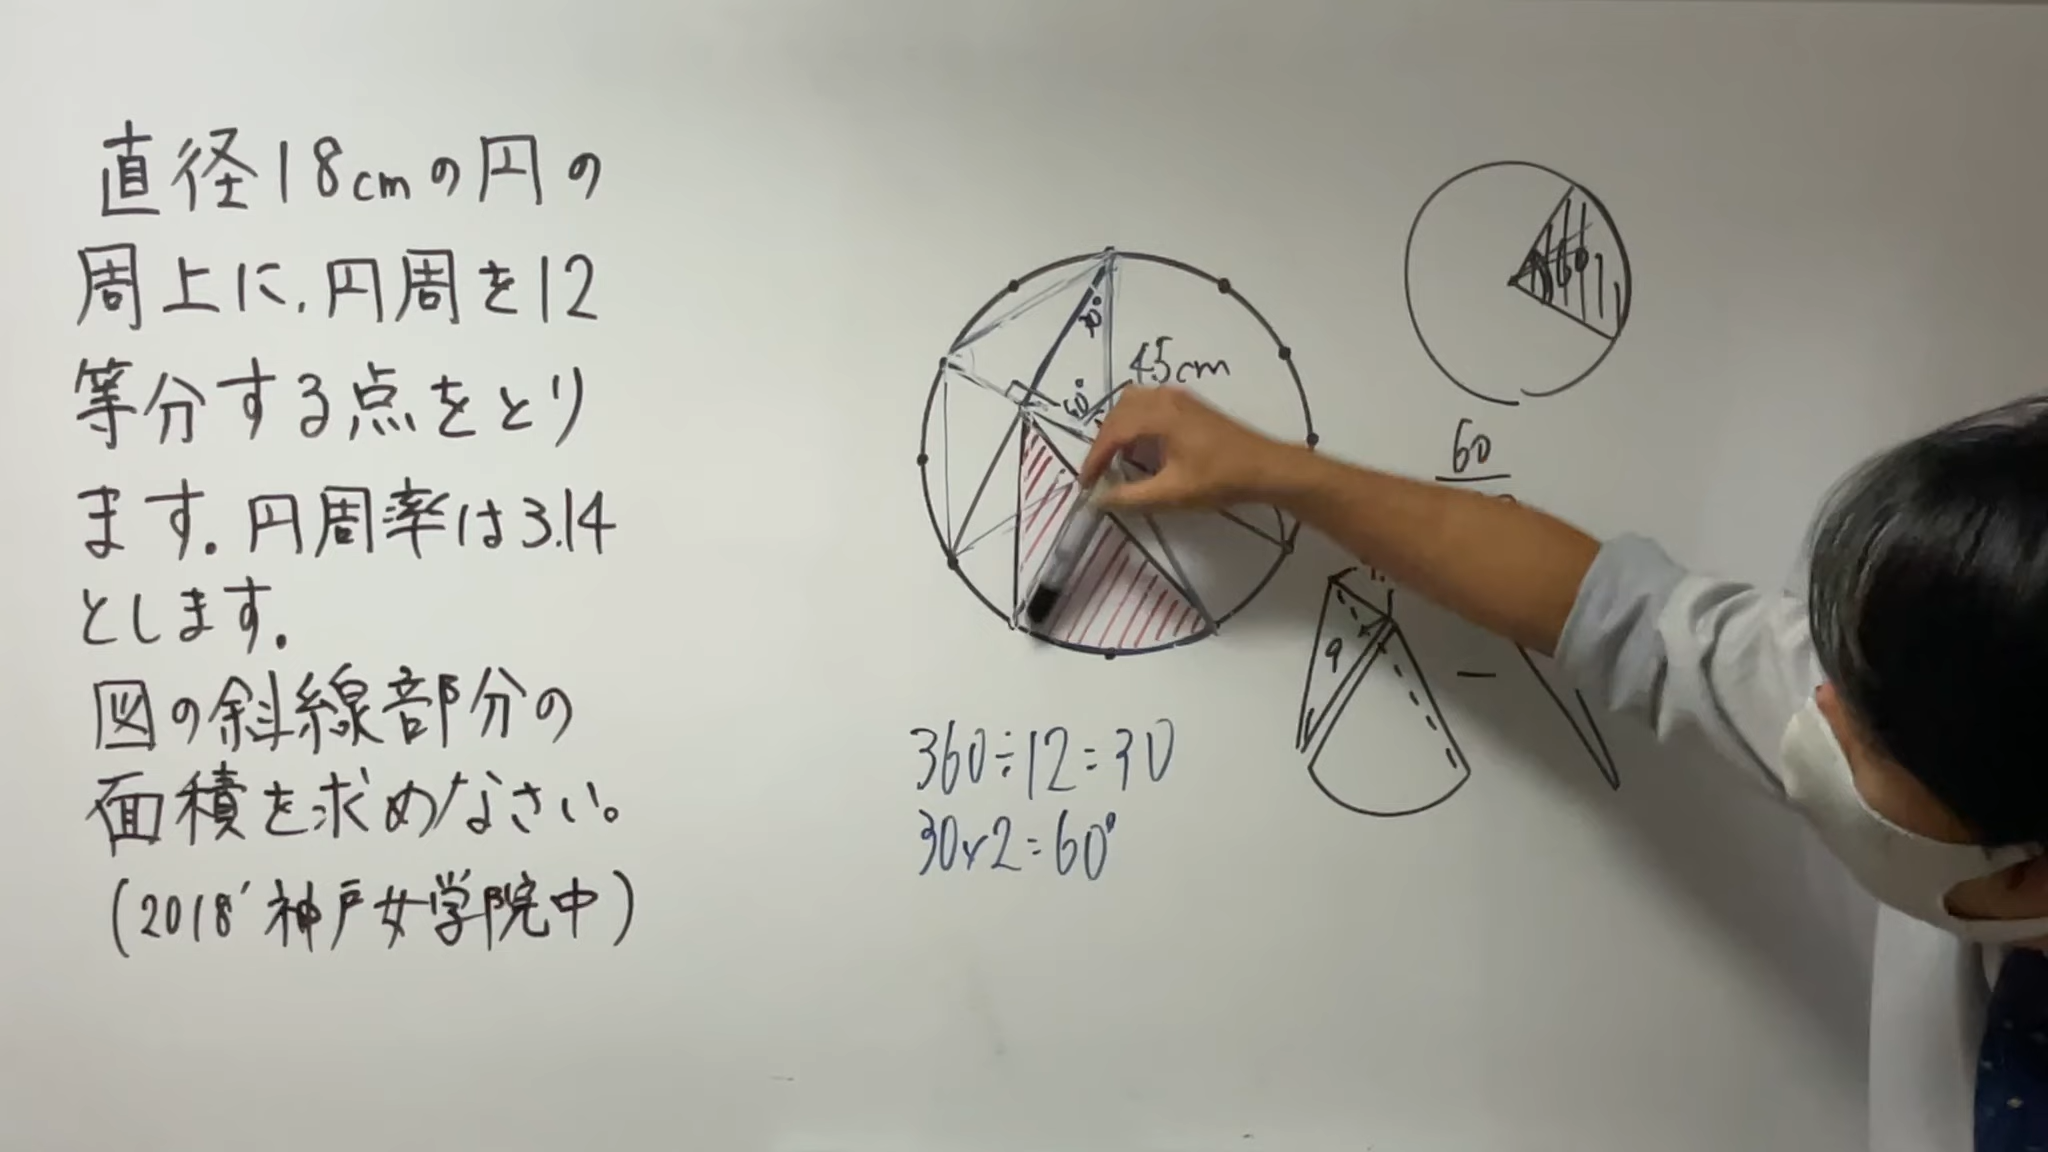 直径18cmの円の
周上に、円周を12
等分する点をとり
ます。円周率は3.14
とします。
図の斜線部分の
面積を求めなさい。
(2018'神戸女学院中)
30°
60°
4.5cm
360÷12=30
30×2=60°
60
60
9